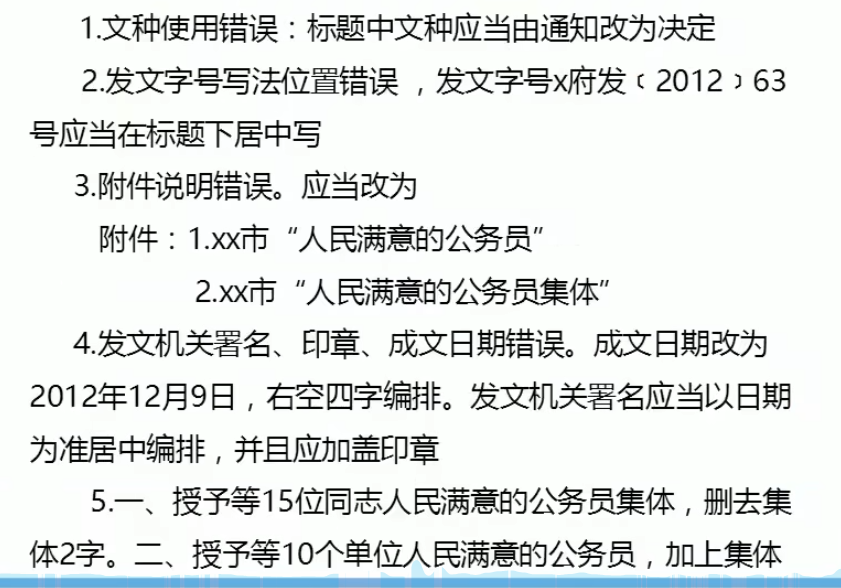 1.文种使用错误：标题中文种应当由通知改为决定
2.发文字号写法位置错误 ，发文字号x府发﹝2012﹞63
号应当在标题下居中写
3.附件说明错误。应当改为
附件：1.xx市“人民满意的公务员”
2.xx市“人民满意的公务员集体”
4.发文机关署名、印章、成文日期错误。成文日期改为
2012年12月9日，右空四字编排。发文机关署名应当以日期
为准居中编排，并且应加盖印章
5.一、授予等15位同志人民满意的公务员集体，删去集
体2字。二、授予等10个单位人民满意的公务员，加上集体